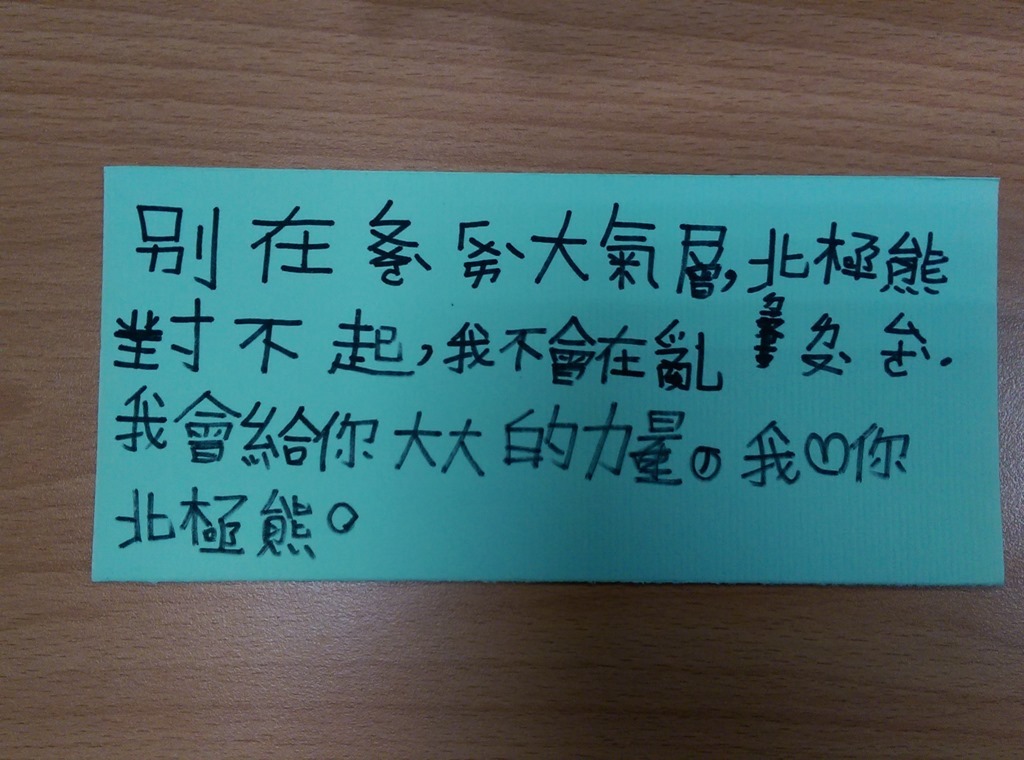 别在大氣層,北極熊
對不起,我不會在亂
我會給你大大的力量。我♡你
北極熊。